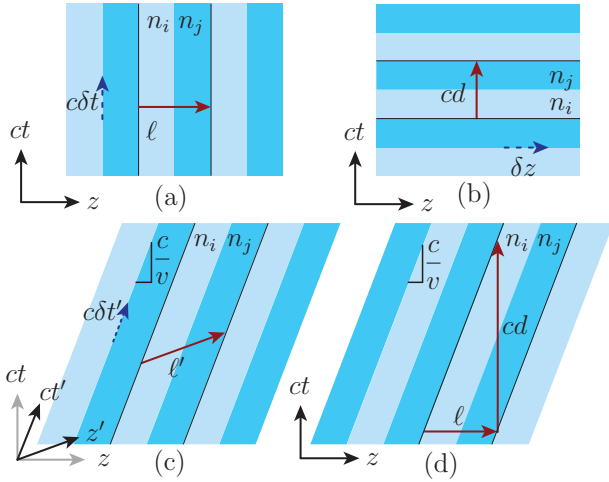 n_i n_j
cδt
ℓ
ct
z
(a)
n_j
n_i
cd
δz
ct
z
(b)
n_i n_j
c
v
cδt′
ℓ′
ct
ct′
z′
z
(c)
n_i n_j
c
v
cd
ℓ
ct
z
(d)